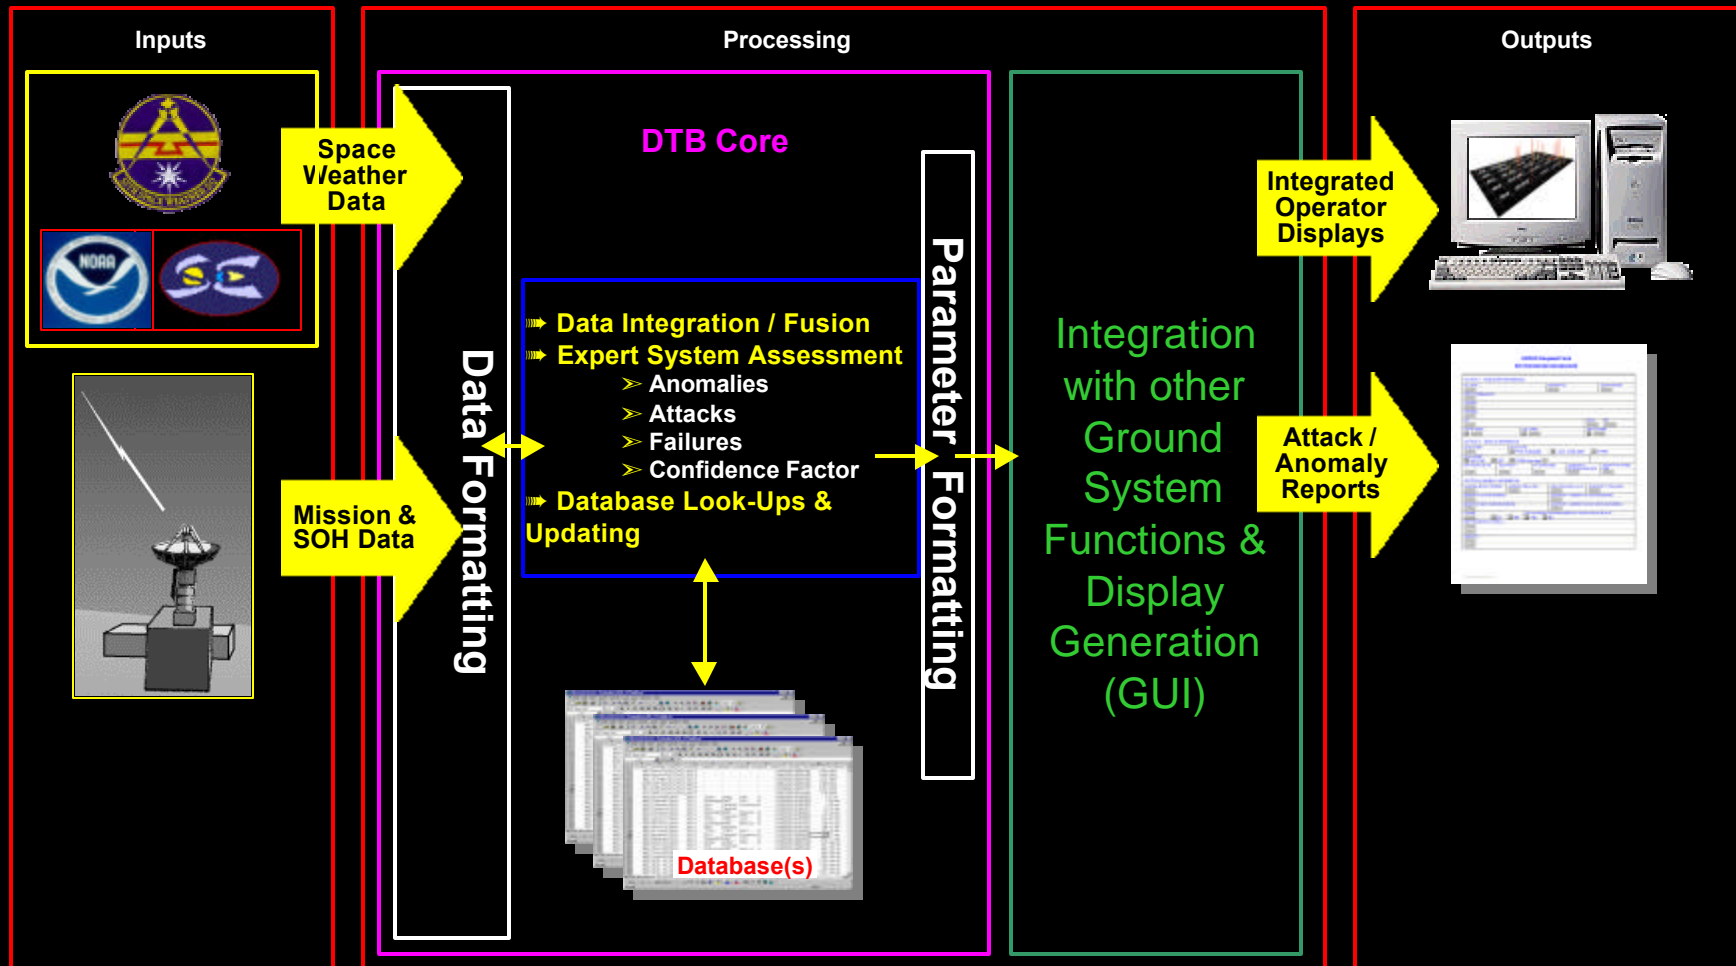 Inputs
Processing
Outputs
NOAA
Space
Weather
Data
Mission &
SOH Data
Data Formatting
DTB Core
➠ Data Integration / Fusion
➠ Expert System Assessment
➢ Anomalies
➢ Attacks
➢ Failures
➢ Confidence Factor
➠ Database Look-Ups &
Updating
Database(s)
Parameter Formatting
Integration
with other
Ground
System
Functions &
Display
Generation
(GUI)
Integrated
Operator
Displays
Attack /
Anomaly
Reports